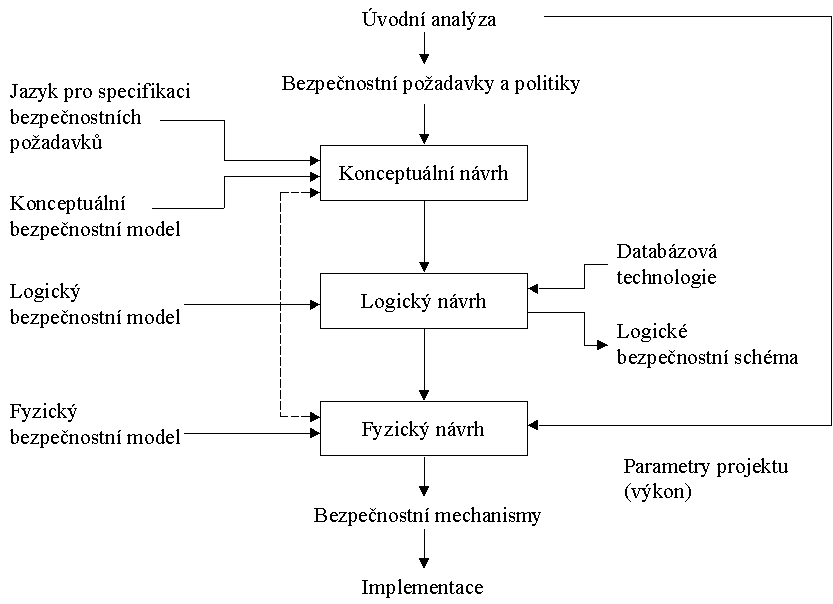 Úvodní analýza
Bezpečnostní požadavky a politiky
Jazyk pro specifikaci
bezpečnostních
požadavků
Konceptuální návrh
Konceptuální
bezpečnostní model
Databázová
technologie
Logický
bezpečnostní model
Logický návrh
Logické
bezpečnostní schéma
Fyzický
bezpečnostní model
Fyzický návrh
Parametry projektu
(výkon)
Bezpečnostní mechanismy
Implementace